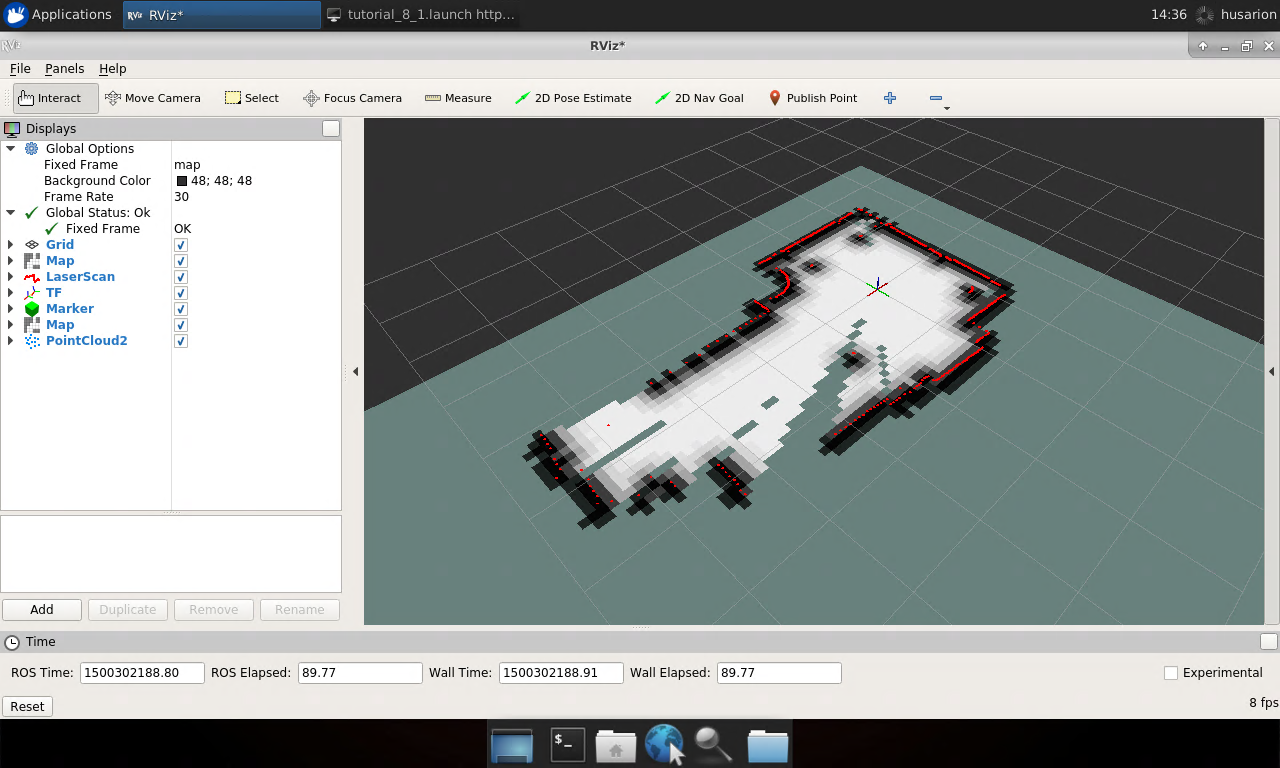 Applications RViz* tutorial_8_1.launch http... 14:36 husarion
RViz*
File Panels Help
Interact Move Camera Select Focus Camera Measure 2D Pose Estimate 2D Nav Goal Publish Point
Displays
Global Options
Fixed Frame map
Background Color 48; 48; 48
Frame Rate 30
Global Status: Ok
Fixed Frame OK
Grid
Map
LaserScan
TF
Marker
Map
PointCloud2
Add Duplicate Remove Rename
Time
ROS Time: 1500302188.80 ROS Elapsed: 89.77 Wall Time: 1500302188.91 Wall Elapsed: 89.77 Experimental
Reset 8 fps
$_